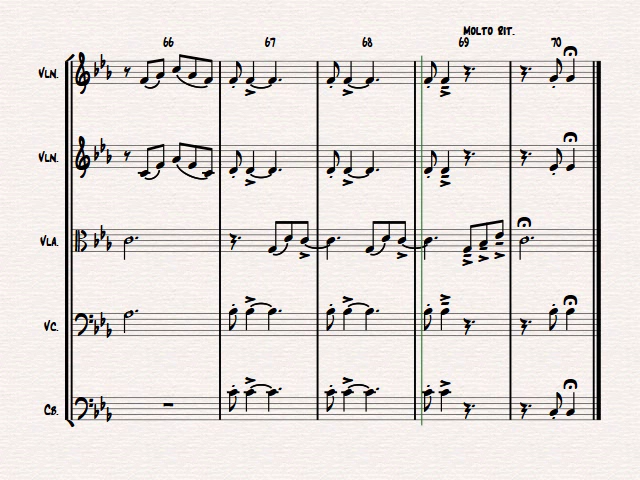 MOLTO RIT.
66 67 68 69 70
VLN.
VLN.
VLA.
VC.
CB.